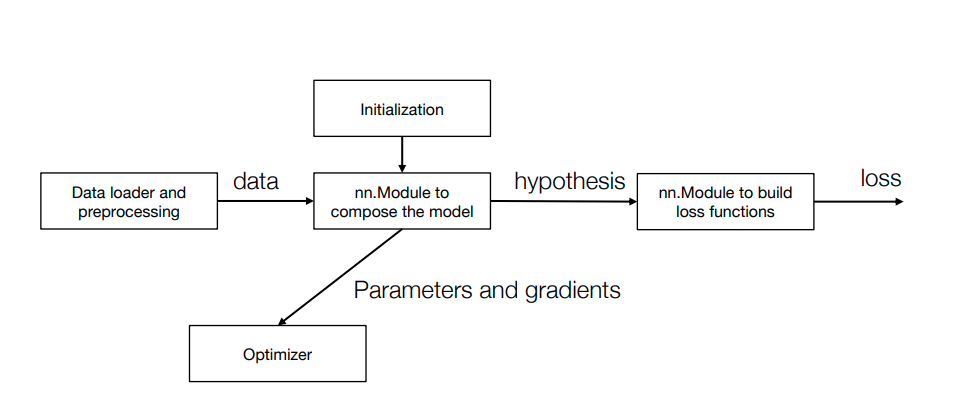 Initialization
Data loader and
preprocessing
data
nn.Module to
compose the model
hypothesis
nn.Module to build
loss functions
loss
Parameters and gradients
Optimizer